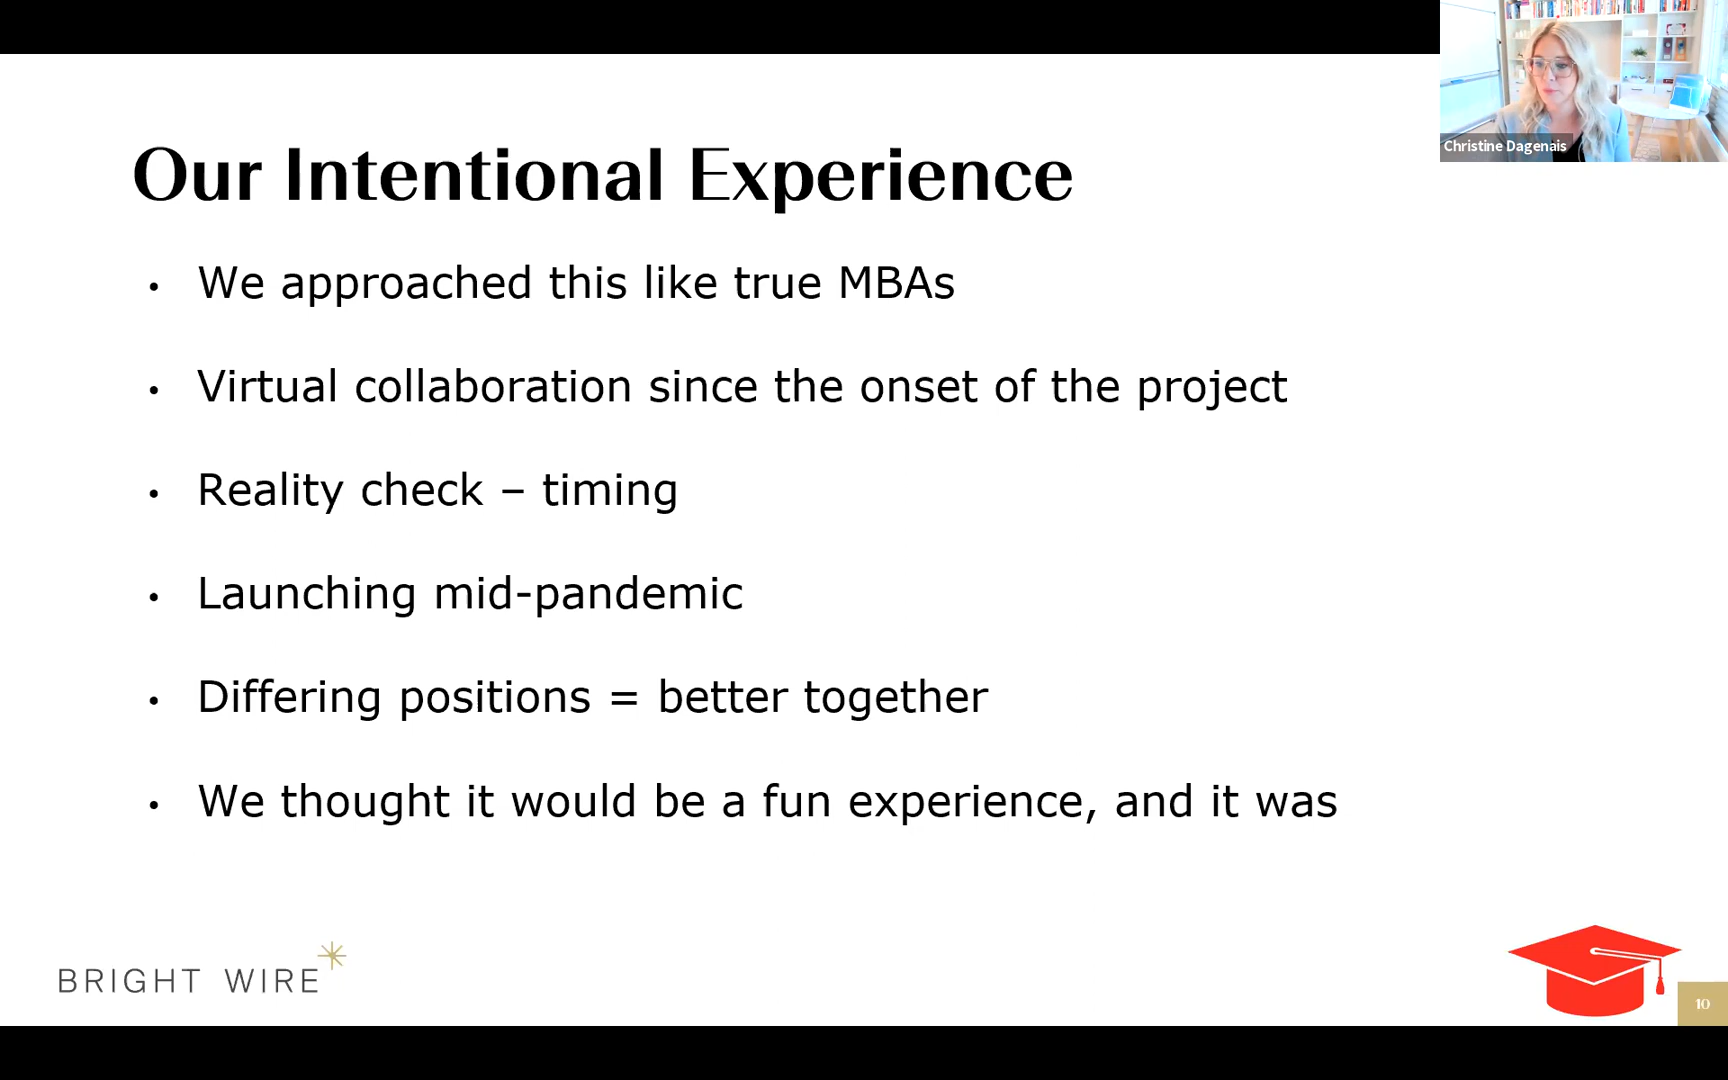 Christine Dagenais
Our Intentional Experience
• We approached this like true MBAs
• Virtual collaboration since the onset of the project
• Reality check – timing
• Launching mid-pandemic
• Differing positions = better together
• We thought it would be a fun experience, and it was
BRIGHT WIRE
10